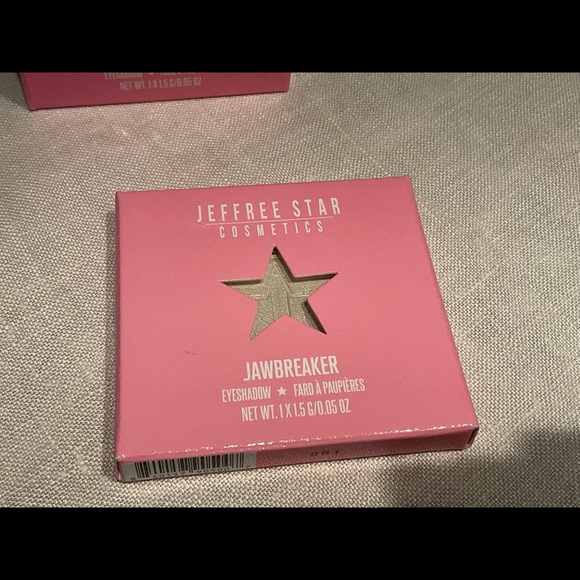 EYESHADOW ★
NET WT. 1 X 1.5 G/0.05 OZ
JEFFREE STAR
COSMETICS
JAWBREAKER
EYESHADOW ★ FARD À PAUPIÈRES
NET WT. 1 X 1.5 G/0.05 OZ